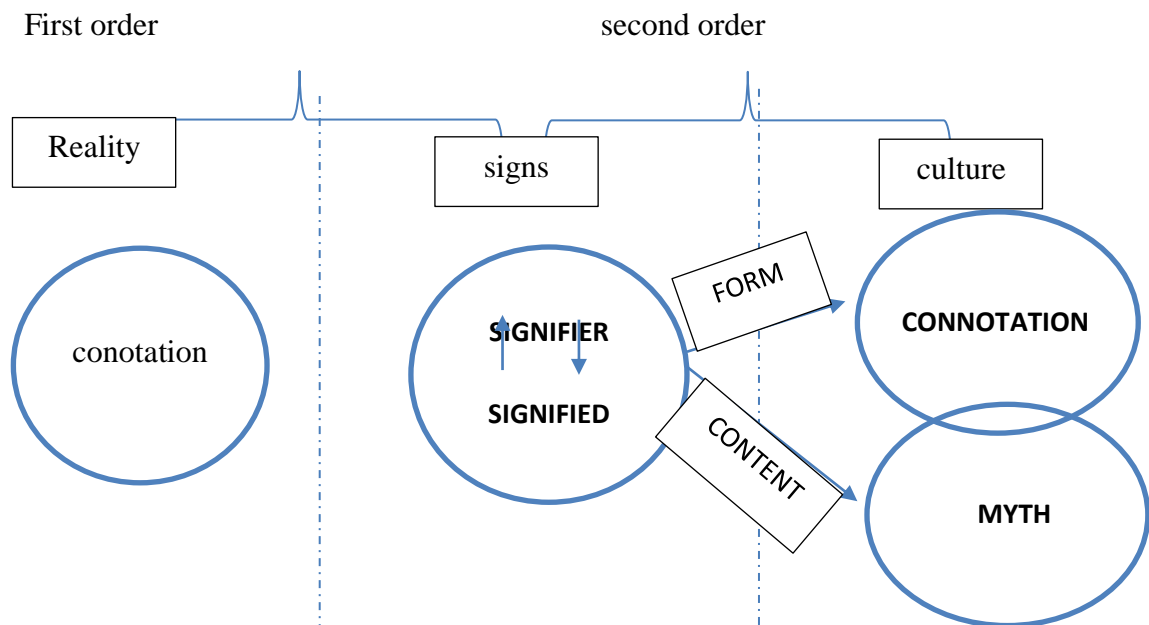 First order
second order
Reality
signs
culture
conotation
SIGNIFIER
SIGNIFIED
FORM
CONTENT
CONNOTATION
MYTH